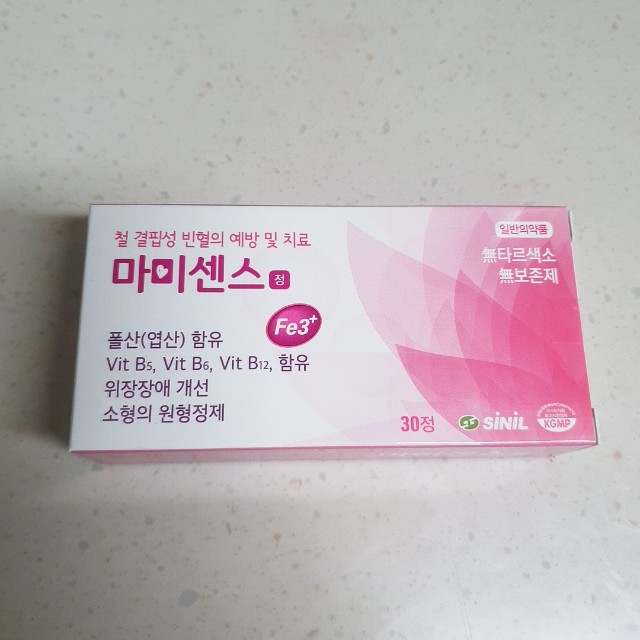 철 결핍성 빈혈의 예방 및 치료
마미센스 정
Fe3+
폴산(엽산) 함유
Vit B5, Vit B6, Vit B12, 함유
위장장애 개선
소형의 원형정제
일반의약품
無타르색소
無보존제
30정
SINIL
KGMP